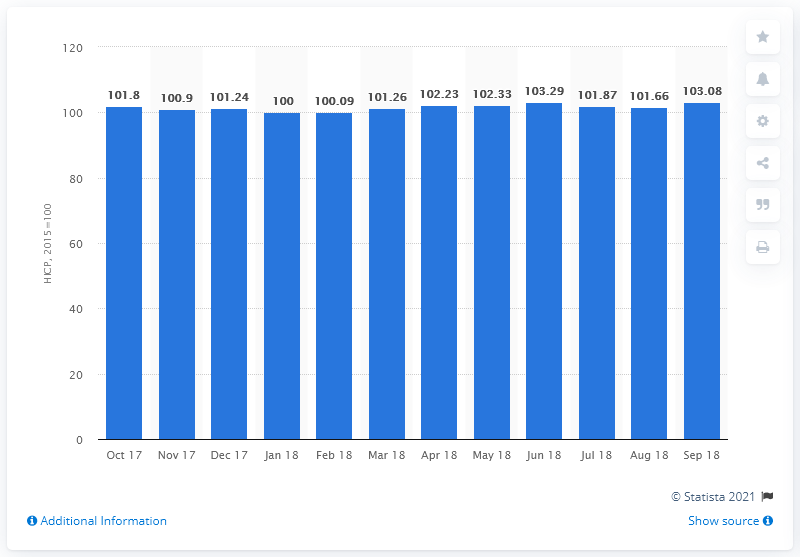 120
100
80
60
40
20
0
HICP, 2015=100
101.8 100.9 101.24 100 100.09 101.26 102.23 102.33 103.29 101.87 101.66 103.08
Oct 17 Nov 17 Dec 17 Jan 18 Feb 18 Mar 18 Apr 18 May 18 Jun 18 Jul 18 Aug 18 Sep 18
© Statista 2021
Additional Information Show source